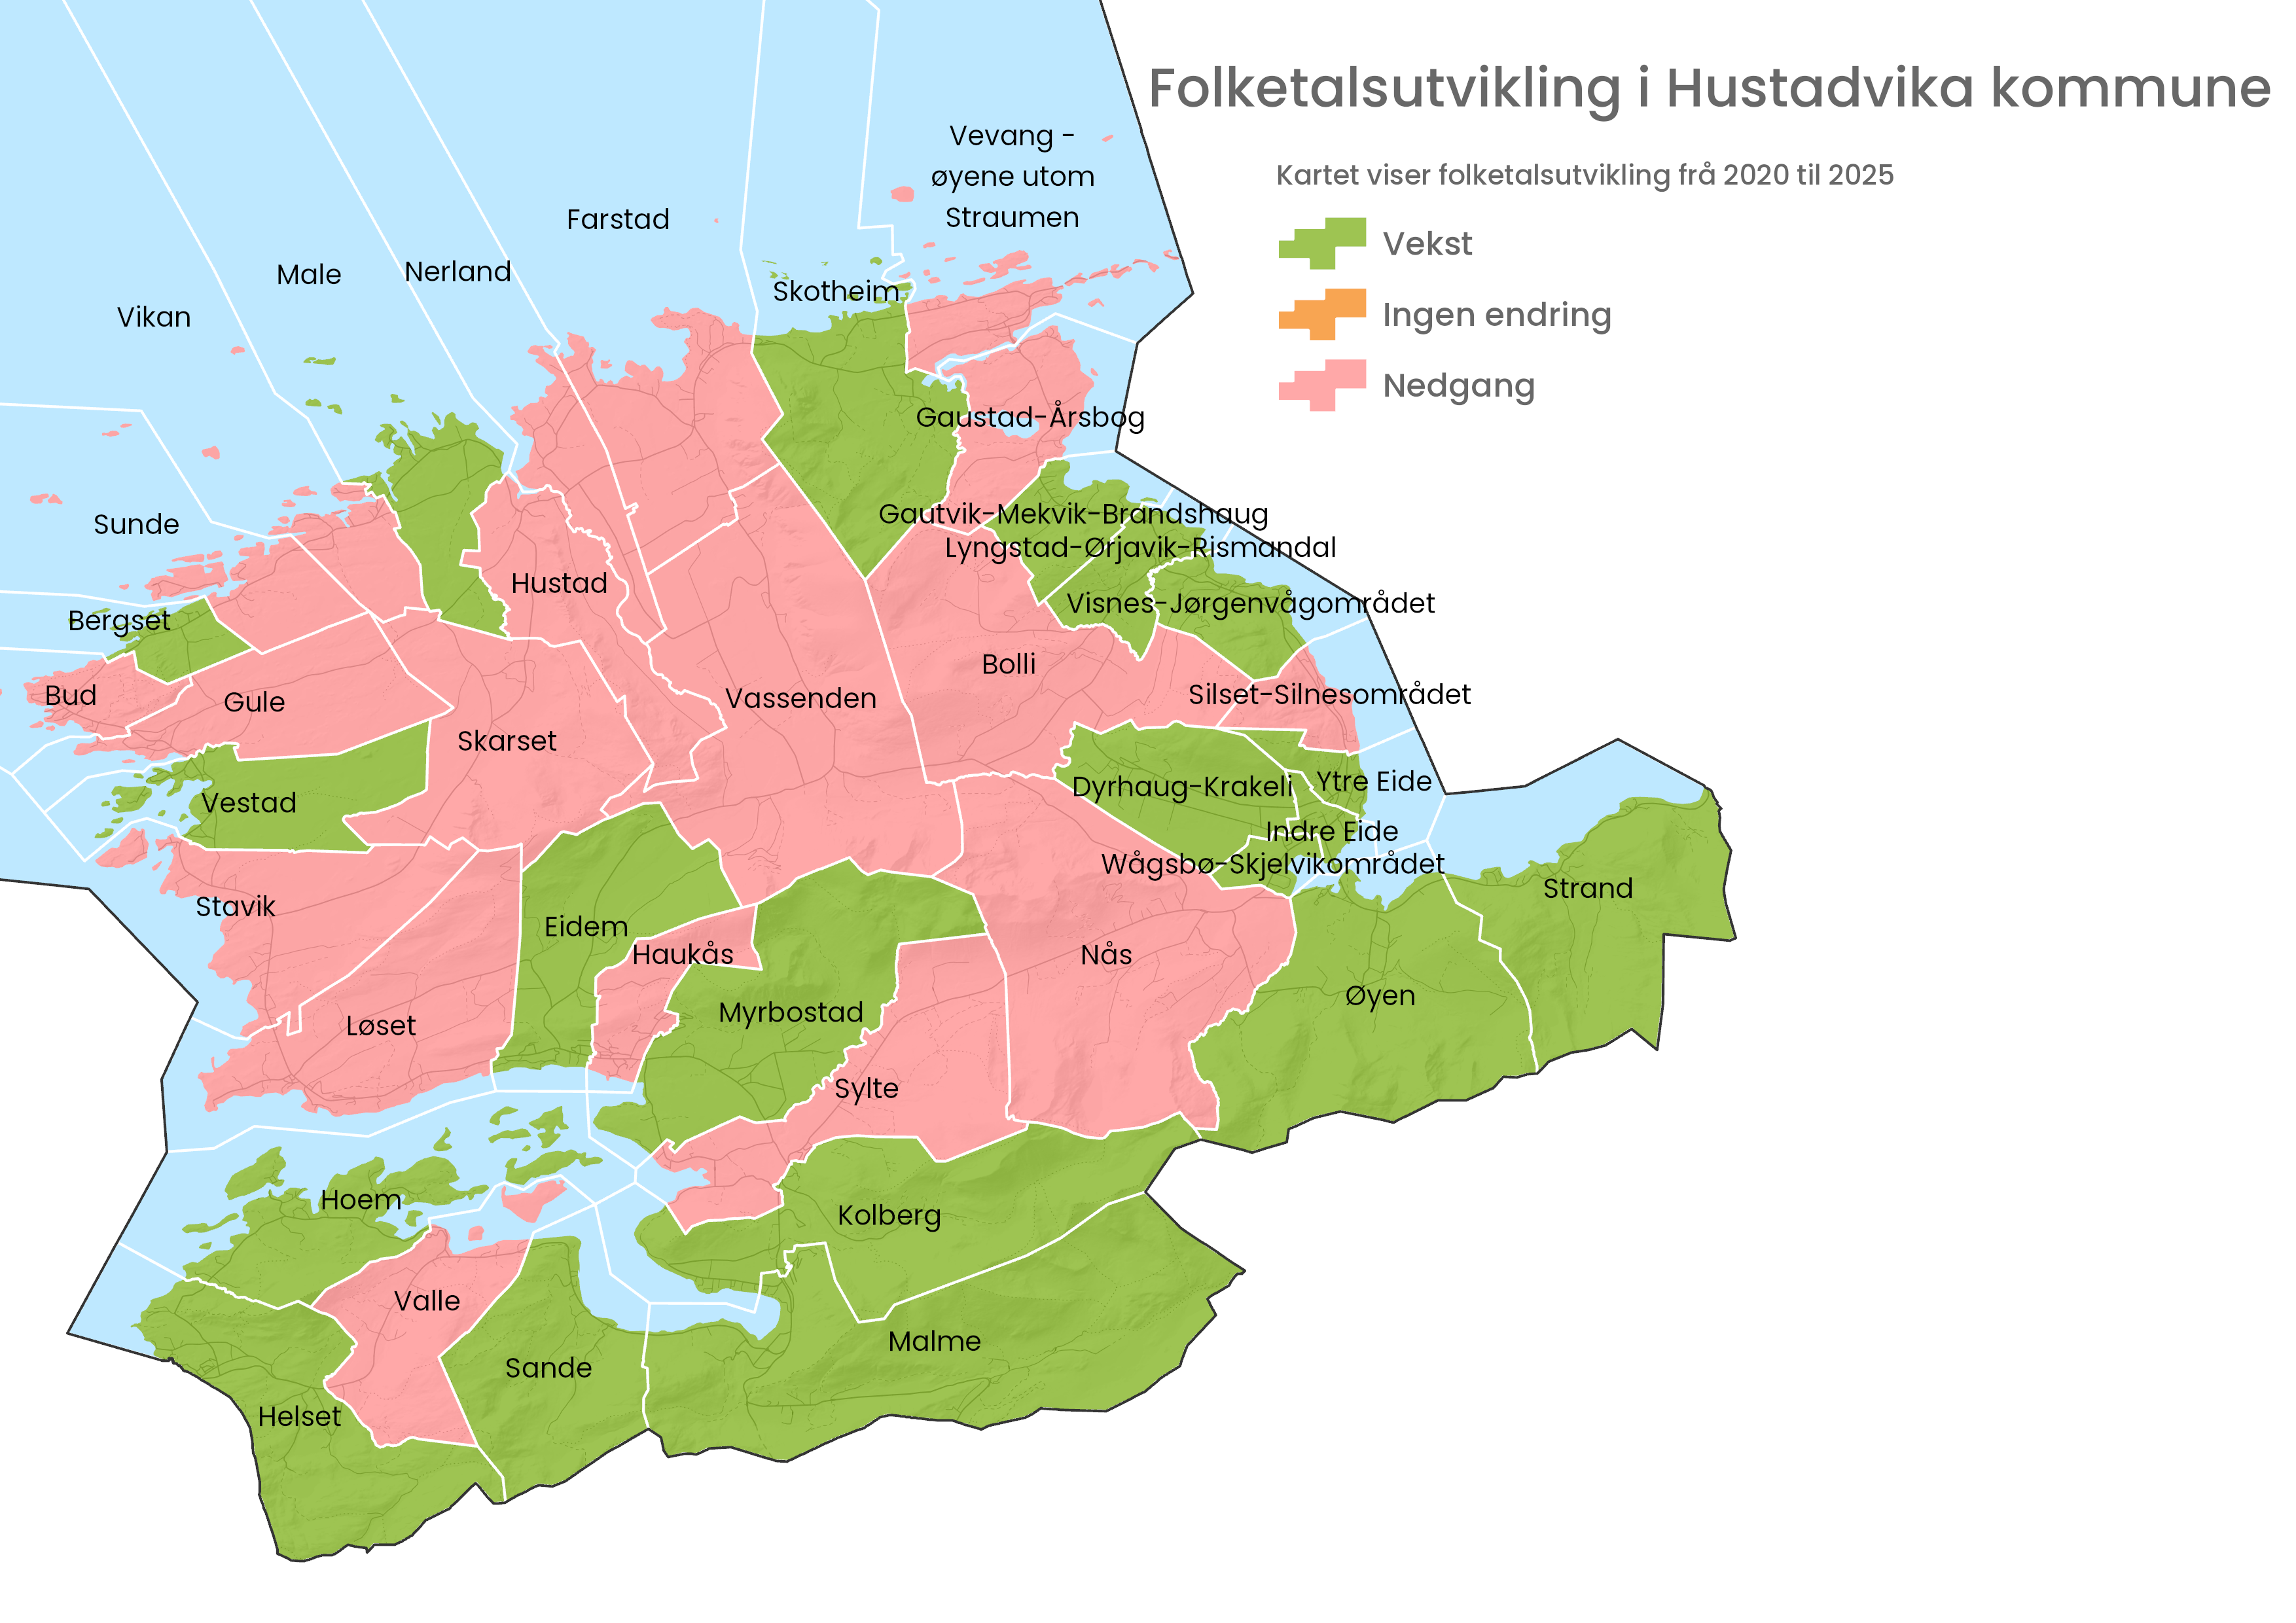 Folketalsutvikling i Hustadvika kommune
Kartet viser folketalsutvikling frå 2020 til 2025
Vekst
Ingen endring
Nedgang
Vevang -
øyene utom
Straumen
Farstad
Nerland
Male
Skotheim
Vikan
Gaustad-Årsbog
Gautvik-Mekvik-Brandshaug
Sunde
Lyngstad-Ørjavik-Rismandal
Hustad
Visnes-Jørgenvågområdet
Bergset
Bolli
Silset-Silnesområdet
Bud
Gule
Vassenden
Skarset
Ytre Eide
Dyrhaug-Krakeli
Vestad
Indre Eide
Wågsbø-Skjelvikområdet
Strand
Stavik
Eidem
Haukås
Nås
Øyen
Myrbostad
Løset
Sylte
Hoem
Kolberg
Valle
Malme
Sande
Helset